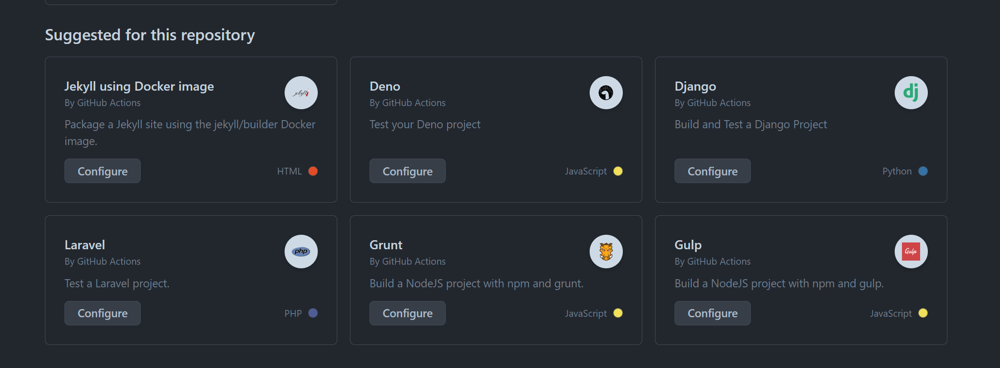 Suggested for this repository
Jekyll using Docker image
By GitHub Actions
jekyll
Package a Jekyll site using the jekyll/builder Docker
image.
Configure
HTML
Deno
By GitHub Actions
Test your Deno project
Configure
JavaScript
Django
By GitHub Actions
dj
Build and Test a Django Project
Configure
Python
Laravel
By GitHub Actions
php
Test a Laravel project.
Configure
PHP
Grunt
By GitHub Actions
Build a NodeJS project with npm and grunt.
Configure
JavaScript
Gulp
By GitHub Actions
Gulp
Build a NodeJS project with npm and gulp.
Configure
JavaScript